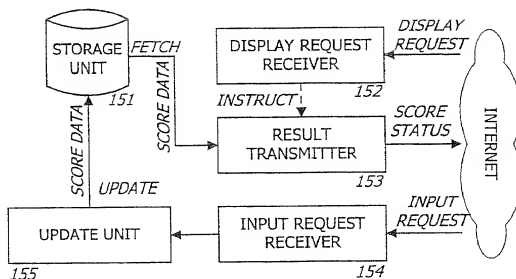 STORAGE
UNIT
151
FETCH
SCORE DATA
DISPLAY REQUEST
RECEIVER
152
DISPLAY
REQUEST
INSTRUCT
RESULT
TRANSMITTER
153
SCORE
STATUS
INTERNET
SCORE DATA
UPDATE
UPDATE UNIT
155
INPUT REQUEST
RECEIVER
154
INPUT
REQUEST